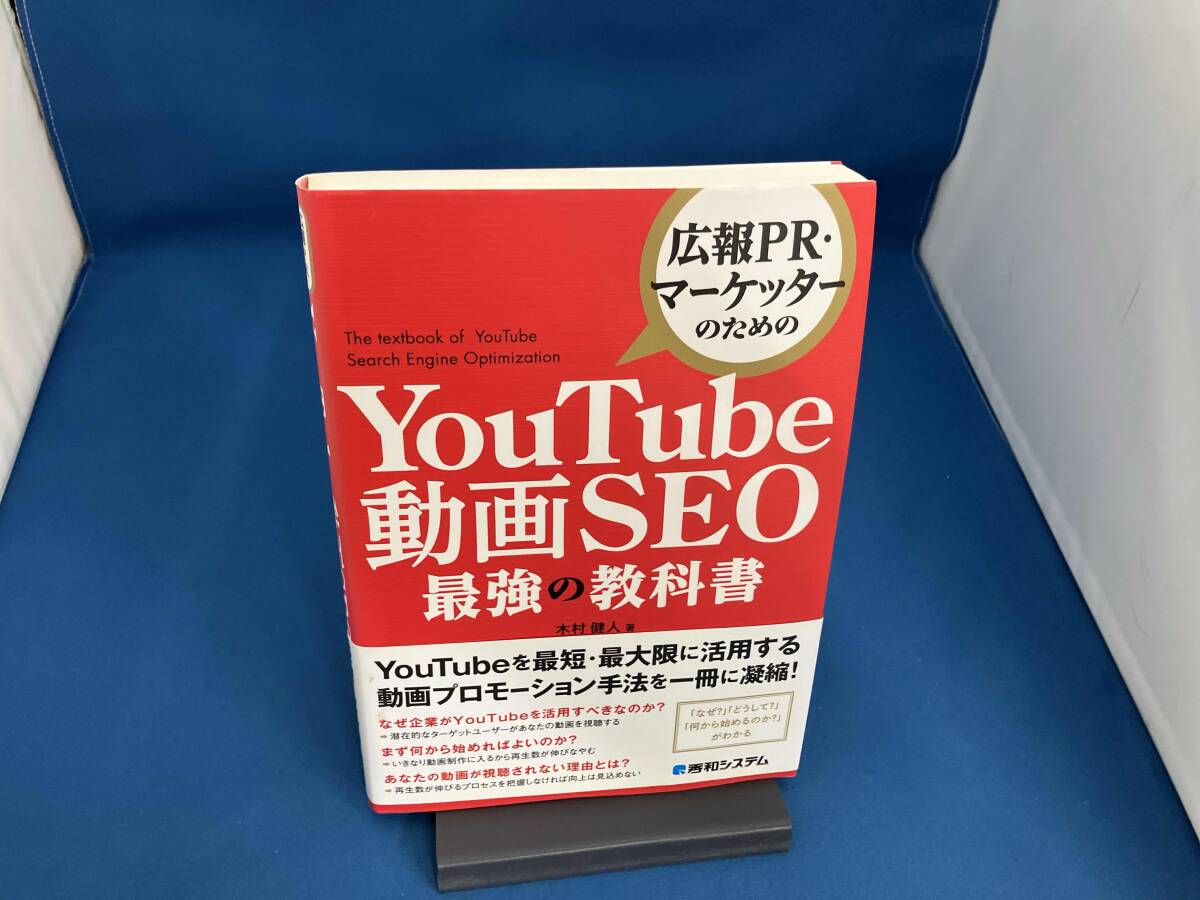 広報PR・
マーケッター
のための
The textbook of YouTube
Search Engine Optimization
YouTube
動画SEO
最強の教科書
木村 健人 著
YouTubeを最短・最大限に活用する
動画プロモーション手法を一冊に凝縮!
なぜ企業がYouTubeを活用すべきなのか?
⇒潜在的なターゲットユーザーがあなたの動画を視聴する
まず何から始めればよいのか?
⇒いきなり動画制作に入るから再生数が伸びなやむ
あなたの動画が視聴されない理由とは?
⇒再生数が伸びるプロセスを把握しなければ向上は見込めない
「なぜ?」「どうして?」
「何から始めるのか?」
がわかる
秀和システム